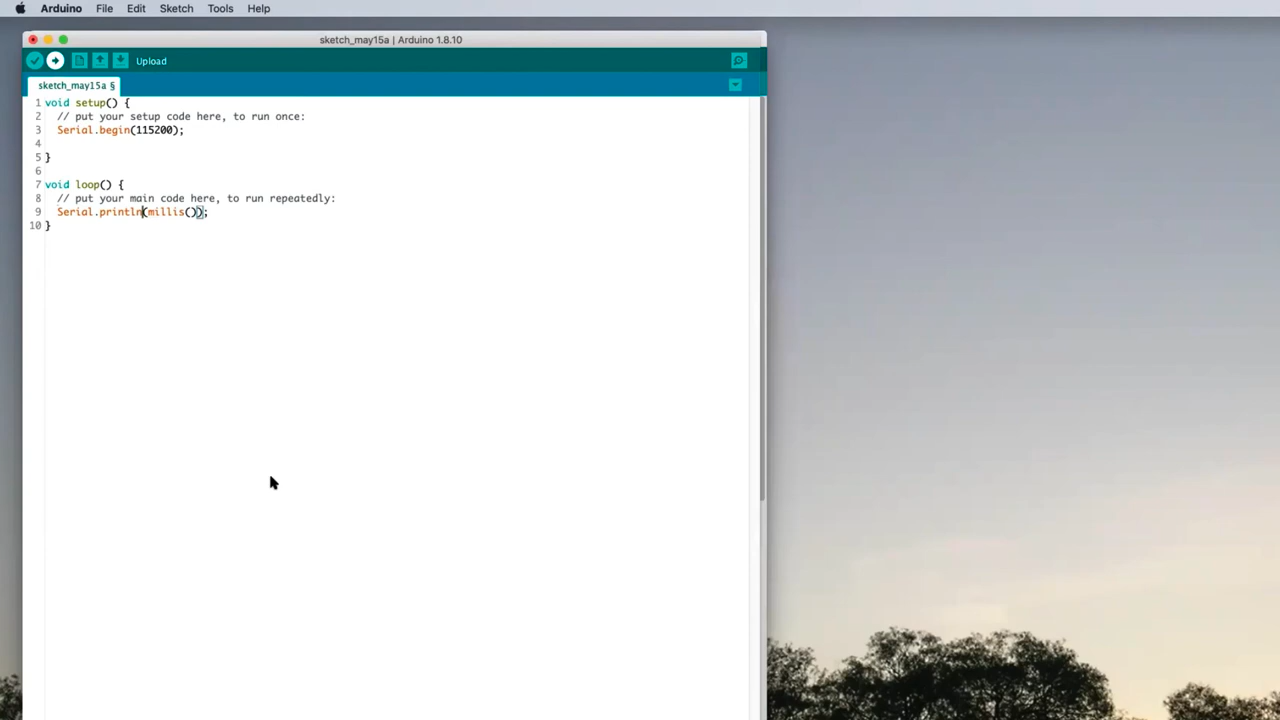 Arduino File Edit Sketch Tools Help
sketch_may15a | Arduino 1.8.10
Upload
sketch_may15a §
1 void setup() {
2 // put your setup code here, to run once:
3 Serial.begin(115200);
4
5 }
6
7 void loop() {
8 // put your main code here, to run repeatedly:
9 Serial.println(millis());
10 }